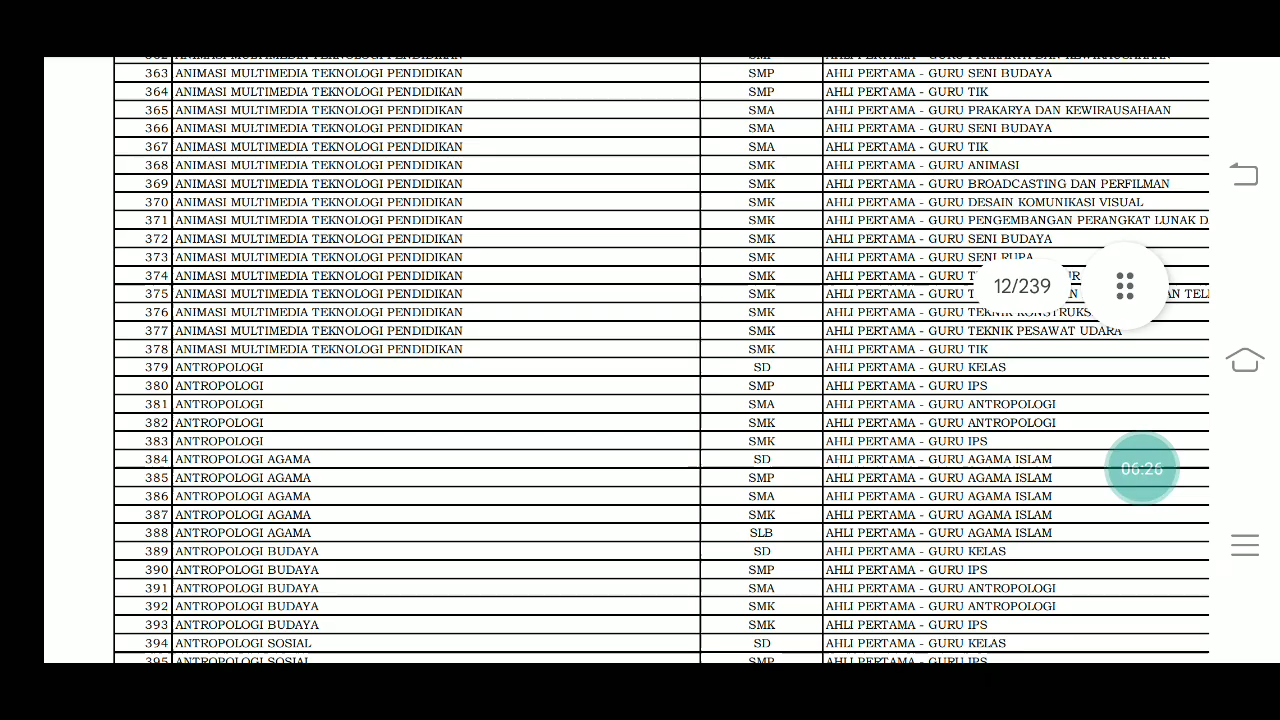 363 ANIMASI MULTIMEDIA TEKNOLOGI PENDIDIKAN SMP AHLI PERTAMA - GURU SENI BUDAYA
364 ANIMASI MULTIMEDIA TEKNOLOGI PENDIDIKAN SMP AHLI PERTAMA - GURU TIK
365 ANIMASI MULTIMEDIA TEKNOLOGI PENDIDIKAN SMA AHLI PERTAMA - GURU PRAKARYA DAN KEWIRAUSAHAAN
366 ANIMASI MULTIMEDIA TEKNOLOGI PENDIDIKAN SMA AHLI PERTAMA - GURU SENI BUDAYA
367 ANIMASI MULTIMEDIA TEKNOLOGI PENDIDIKAN SMA AHLI PERTAMA - GURU TIK
368 ANIMASI MULTIMEDIA TEKNOLOGI PENDIDIKAN SMK AHLI PERTAMA - GURU ANIMASI
369 ANIMASI MULTIMEDIA TEKNOLOGI PENDIDIKAN SMK AHLI PERTAMA - GURU BROADCASTING DAN PERFILMAN
370 ANIMASI MULTIMEDIA TEKNOLOGI PENDIDIKAN SMK AHLI PERTAMA - GURU DESAIN KOMUNIKASI VISUAL
371 ANIMASI MULTIMEDIA TEKNOLOGI PENDIDIKAN SMK AHLI PERTAMA - GURU PENGEMBANGAN PERANGKAT LUNAK D
372 ANIMASI MULTIMEDIA TEKNOLOGI PENDIDIKAN SMK AHLI PERTAMA - GURU SENI BUDAYA
373 ANIMASI MULTIMEDIA TEKNOLOGI PENDIDIKAN SMK AHLI PERTAMA - GURU SENI RUPA
374 ANIMASI MULTIMEDIA TEKNOLOGI PENDIDIKAN SMK AHLI PERTAMA - GURU
12/239
375 ANIMASI MULTIMEDIA TEKNOLOGI PENDIDIKAN SMK AHLI PERTAMA - GURU
376 ANIMASI MULTIMEDIA TEKNOLOGI PENDIDIKAN SMK AHLI PERTAMA - GURU TEKNIK
377 ANIMASI MULTIMEDIA TEKNOLOGI PENDIDIKAN SMK AHLI PERTAMA - GURU TEKNIK PESAWAT UDARA
378 ANIMASI MULTIMEDIA TEKNOLOGI PENDIDIKAN SMK AHLI PERTAMA - GURU TIK
379 ANTROPOLOGI SD AHLI PERTAMA - GURU KELAS
380 ANTROPOLOGI SMP AHLI PERTAMA - GURU IPS
381 ANTROPOLOGI SMA AHLI PERTAMA - GURU ANTROPOLOGI
382 ANTROPOLOGI SMK AHLI PERTAMA - GURU ANTROPOLOGI
383 ANTROPOLOGI SMK AHLI PERTAMA - GURU IPS
384 ANTROPOLOGI AGAMA SD AHLI PERTAMA - GURU AGAMA ISLAM
06:26
385 ANTROPOLOGI AGAMA SMP AHLI PERTAMA - GURU AGAMA ISLAM
386 ANTROPOLOGI AGAMA SMA AHLI PERTAMA - GURU AGAMA ISLAM
387 ANTROPOLOGI AGAMA SMK AHLI PERTAMA - GURU AGAMA ISLAM
388 ANTROPOLOGI AGAMA SLB AHLI PERTAMA - GURU AGAMA ISLAM
389 ANTROPOLOGI BUDAYA SD AHLI PERTAMA - GURU KELAS
390 ANTROPOLOGI BUDAYA SMP AHLI PERTAMA - GURU IPS
391 ANTROPOLOGI BUDAYA SMA AHLI PERTAMA - GURU ANTROPOLOGI
392 ANTROPOLOGI BUDAYA SMK AHLI PERTAMA - GURU ANTROPOLOGI
393 ANTROPOLOGI BUDAYA SMK AHLI PERTAMA - GURU IPS
394 ANTROPOLOGI SOSIAL SD AHLI PERTAMA - GURU KELAS
395 ANTROPOLOGI SOSIAL SMP AHLI PERTAMA - GURU IPS